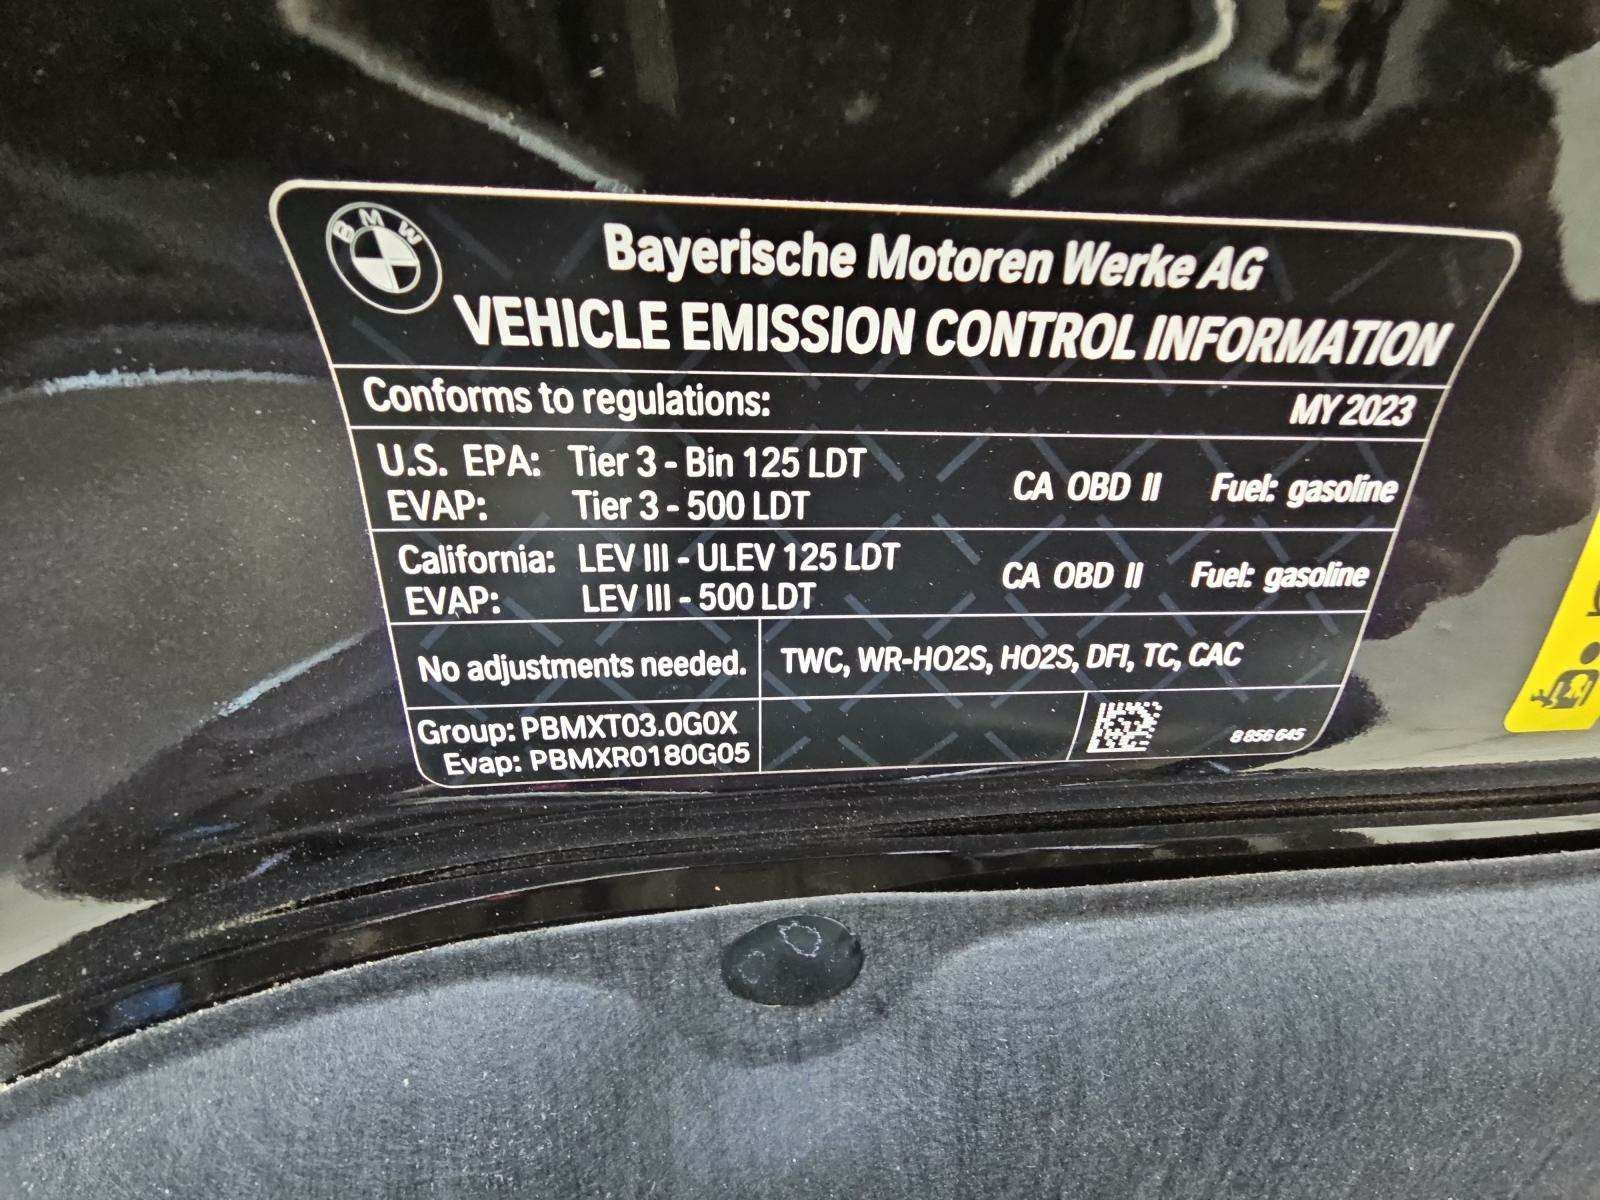 BMW
Bayerische Motoren Werke AG
VEHICLE EMISSION CONTROL INFORMATION
Conforms to regulations: MY 2023
U.S. EPA: Tier 3 - Bin 125 LDT CA OBD II Fuel: gasoline
EVAP: Tier 3 - 500 LDT
California: LEV III - ULEV 125 LDT CA OBD II Fuel: gasoline
EVAP: LEV III - 500 LDT
No adjustments needed. TWC, WR-HO2S, HO2S, DFI, TC, CAC
Group: PBMXT03.0G0X
Evap: PBMXR0180G05
8 856 645